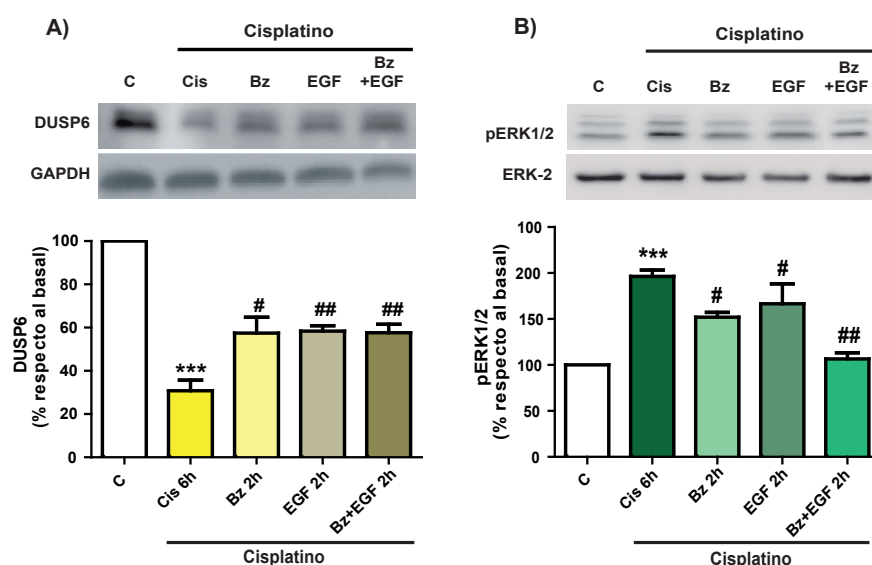 A)
Cisplatino
C Cis Bz EGF Bz
+EGF
DUSP6
GAPDH
DUSP6
(% respecto al basal)
100
80
60
40
20
0
***
#
##
##
C
Cis 6h
Bz 2h
EGF 2h
Bz+EGF 2h
Cisplatino
B)
Cisplatino
C Cis Bz EGF Bz
+EGF
pERK1/2
ERK-2
pERK1/2
(% respecto al basal)
100
200
150
100
50
0
***
#
#
##
C
Cis 6h
Bz 2h
EGF 2h
Bz+EGF 2h
Cisplatino